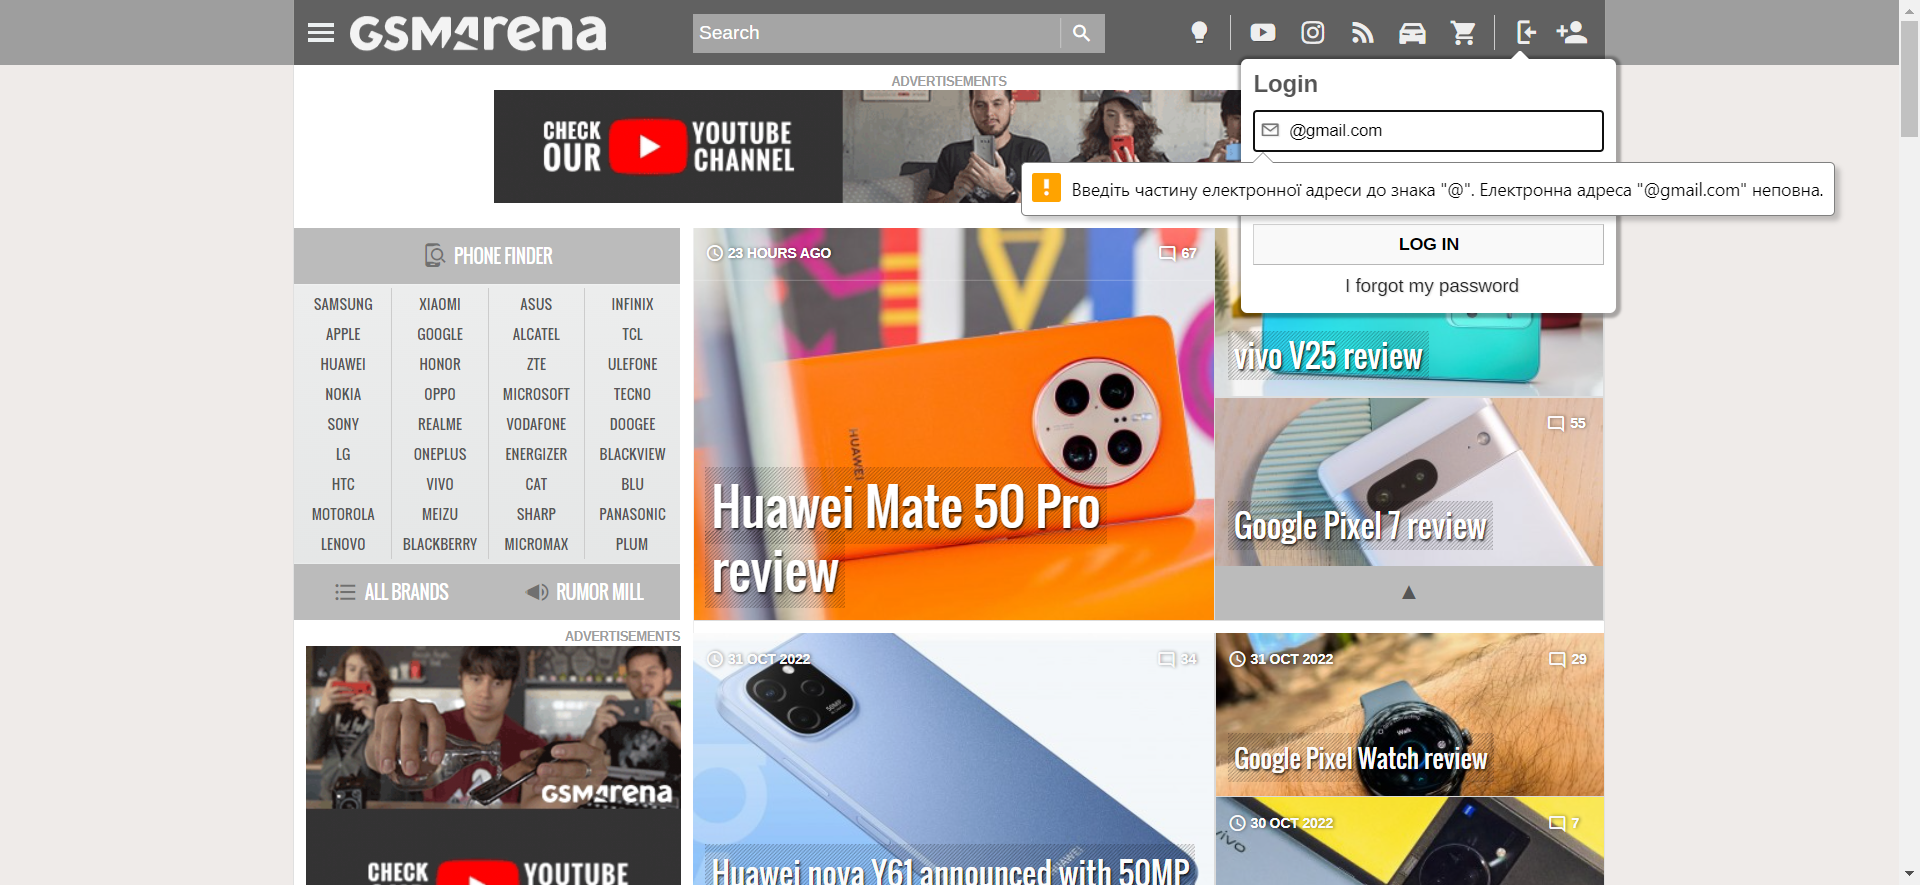 GSMArena
Search
Login
@gmail.com
Введіть частину електронної адреси до знака "@". Електронна адреса "@gmail.com" неповна.
LOG IN
I forgot my password
ADVERTISEMENTS
CHECK OUR
YOUTUBE CHANNEL
PHONE FINDER
SAMSUNG XIAOMI ASUS INFINIX
APPLE GOOGLE ALCATEL TCL
HUAWEI HONOR ZTE ULEFONE
NOKIA OPPO MICROSOFT TECNO
SONY REALME VODAFONE DOOGEE
LG ONEPLUS ENERGIZER BLACKVIEW
HTC VIVO CAT BLU
MOTOROLA MEIZU SHARP PANASONIC
LENOVO BLACKBERRY MICROMAX PLUM
ALL BRANDS RUMOR MILL
23 HOURS AGO 67
HUAWEI
Huawei Mate 50 Pro
review
vivo V25 review
55
Google Pixel 7 review
▲
ADVERTISEMENTS
GSMArena
CHECK
YOUTUBE
31 OCT 2022 34
50MP
HUAWEI
Huawei nova Y61 announced with 50MP
31 OCT 2022 29
Walk
Google Pixel Watch review
30 OCT 2022 7
vivo